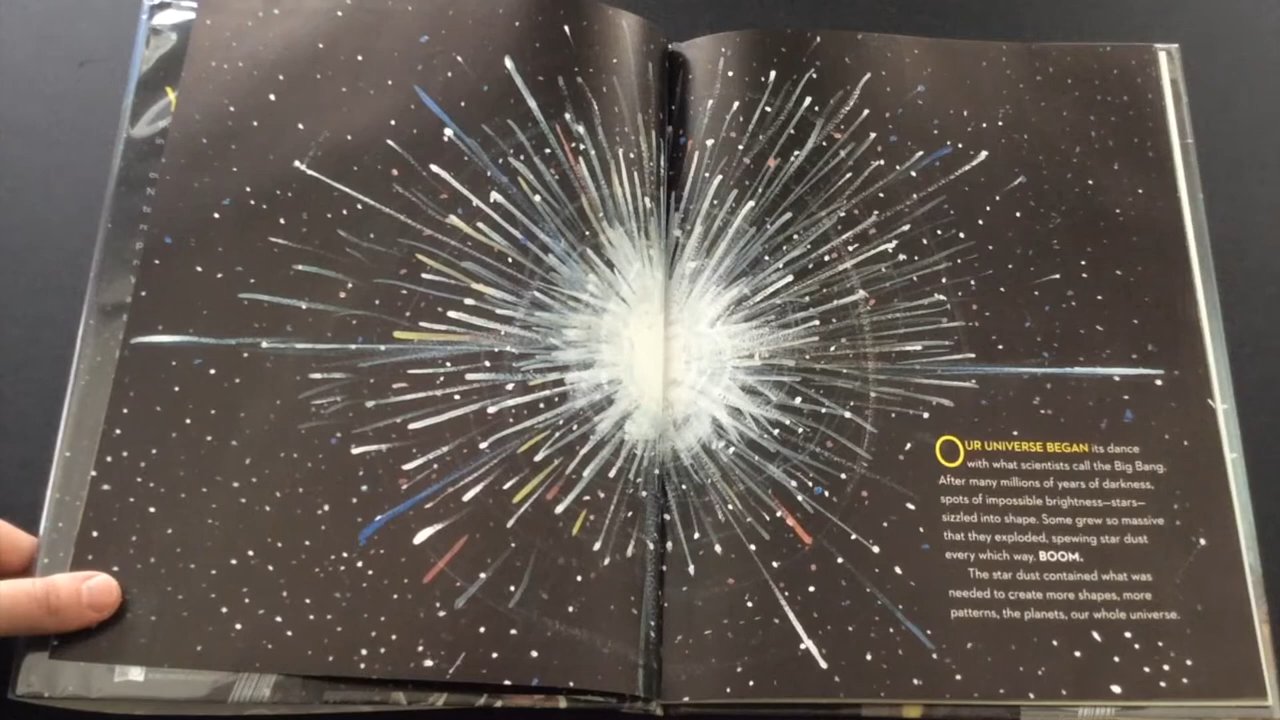 OUR UNIVERSE BEGAN its dance
with what scientists call the Big Bang.
After many millions of years of darkness,
spots of impossible brightness—stars—
sizzled into shape. Some grew so massive
that they exploded, spewing star dust
every which way. BOOM.
The star dust contained what was
needed to create more shapes, more
patterns, the planets, our whole universe.